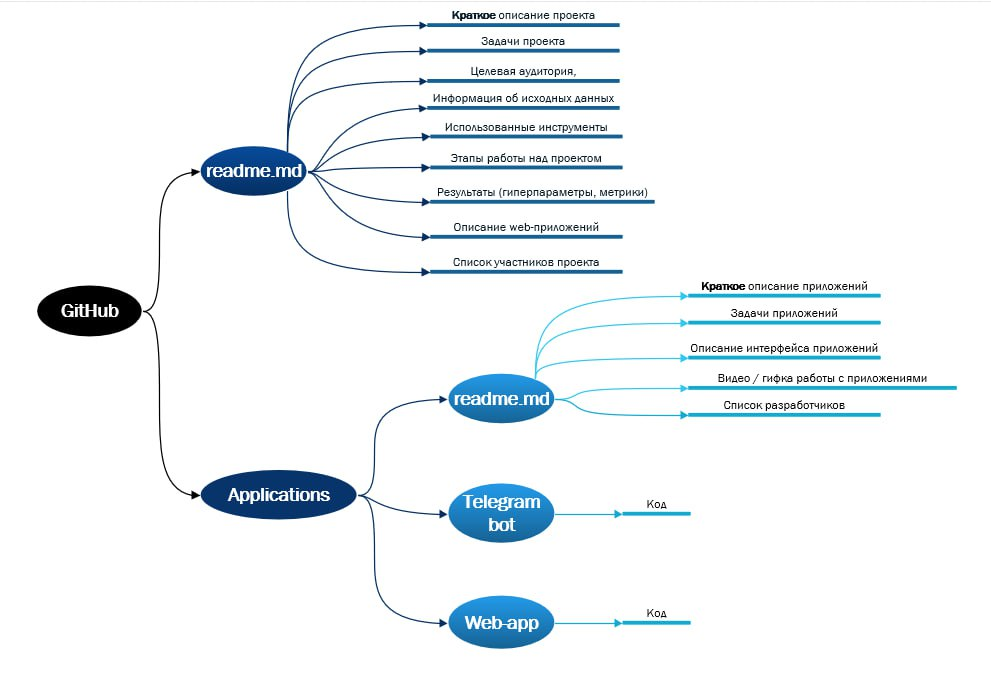 Краткое описание проекта
Задачи проекта
Целевая аудитория,
Информация об исходных данных
Использованные инструменты
Этапы работы над проектом
Результаты (гиперпараметры, метрики)
Описание web-приложений
Список участников проекта
readme.md
GitHub
Краткое описание приложений
Задачи приложений
Описание интерфейса приложений
Видео / гифка работы с приложениями
Список разработчиков
readme.md
Applications
Telegram
bot
Код
Web-app
Код